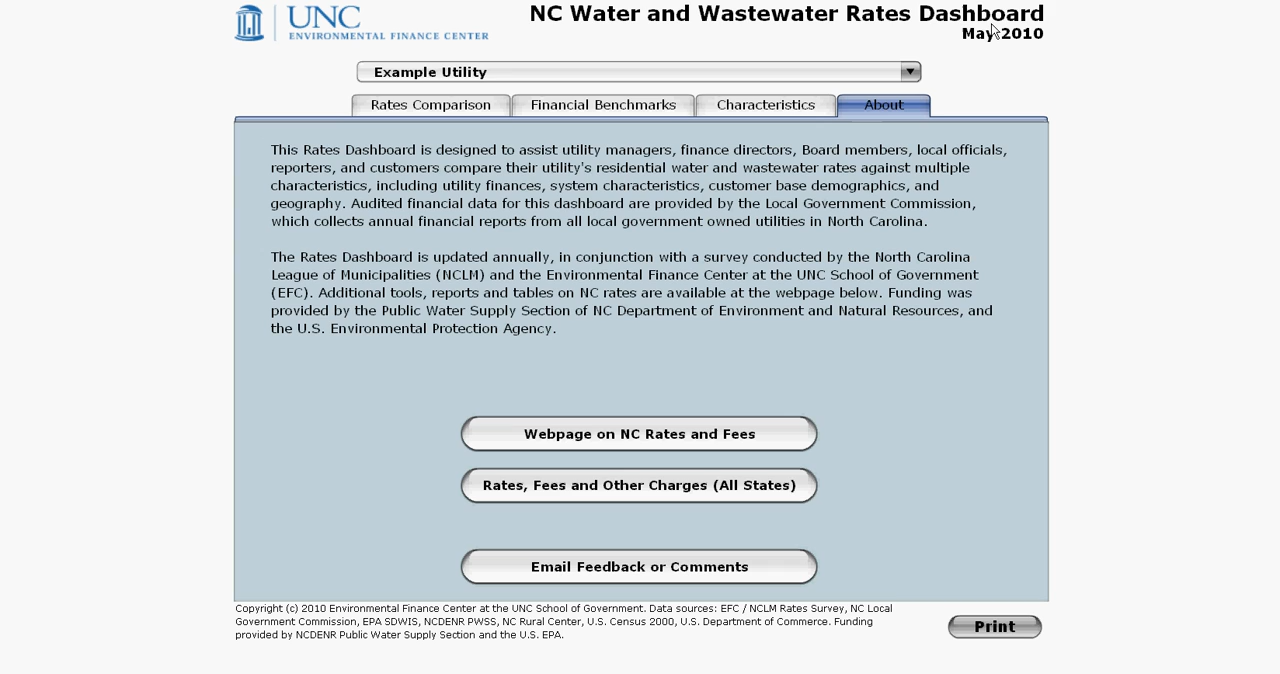 UNC
ENVIRONMENTAL FINANCE CENTER
NC Water and Wastewater Rates Dashboard
May 2010
Example Utility
Rates Comparison
Financial Benchmarks
Characteristics
About
This Rates Dashboard is designed to assist utility managers, finance directors, Board members, local officials,
reporters, and customers compare their utility's residential water and wastewater rates against multiple
characteristics, including utility finances, system characteristics, customer base demographics, and
geography. Audited financial data for this dashboard are provided by the Local Government Commission,
which collects annual financial reports from all local government owned utilities in North Carolina.
The Rates Dashboard is updated annually, in conjunction with a survey conducted by the North Carolina
League of Municipalities (NCLM) and the Environmental Finance Center at the UNC School of Government
(EFC). Additional tools, reports and tables on NC rates are available at the webpage below. Funding was
provided by the Public Water Supply Section of NC Department of Environment and Natural Resources, and
the U.S. Environmental Protection Agency.
Webpage on NC Rates and Fees
Rates, Fees and Other Charges (All States)
Email Feedback or Comments
Copyright (c) 2010 Environmental Finance Center at the UNC School of Government. Data sources: EFC / NCLM Rates Survey, NC Local
Government Commission, EPA SDWIS, NCDENR PWSS, NC Rural Center, U.S. Census 2000, U.S. Department of Commerce. Funding
provided by NCDENR Public Water Supply Section and the U.S. EPA.
Print